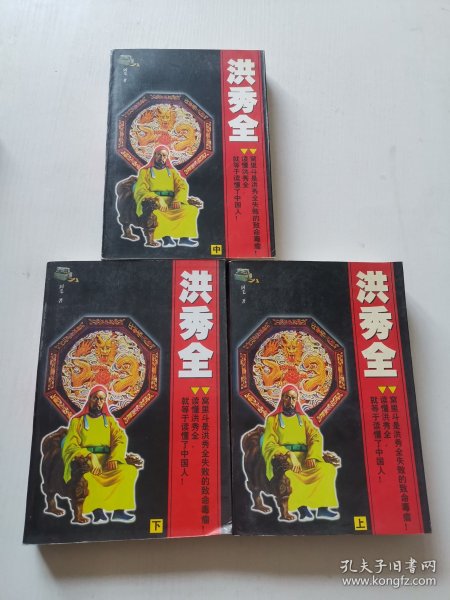 洪秀全
窝里斗是洪秀全失败的致命毒瘤！
读懂洪秀全，
就等于读懂了中国人！
著
中
洪秀全
窝里斗是洪秀全失败的致命毒瘤！
读懂洪秀全，
就等于读懂了中国人！
著
下
洪秀全
窝里斗是洪秀全失败的致命毒瘤！
读懂洪秀全，
就等于读懂了中国人！
著
上
孔夫子旧书网
www.kongfz.com